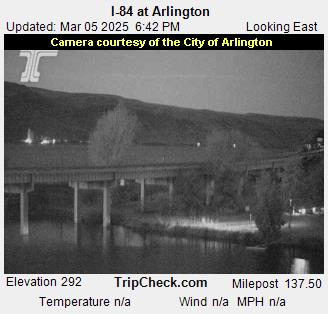 I-84 at Arlington
Updated: Mar 05 2025 6:42 PM Looking East
Camera courtesy of the City of Arlington
Elevation 292 TripCheck.com Milepost 137.50
Temperature n/a Wind n/a MPH n/a